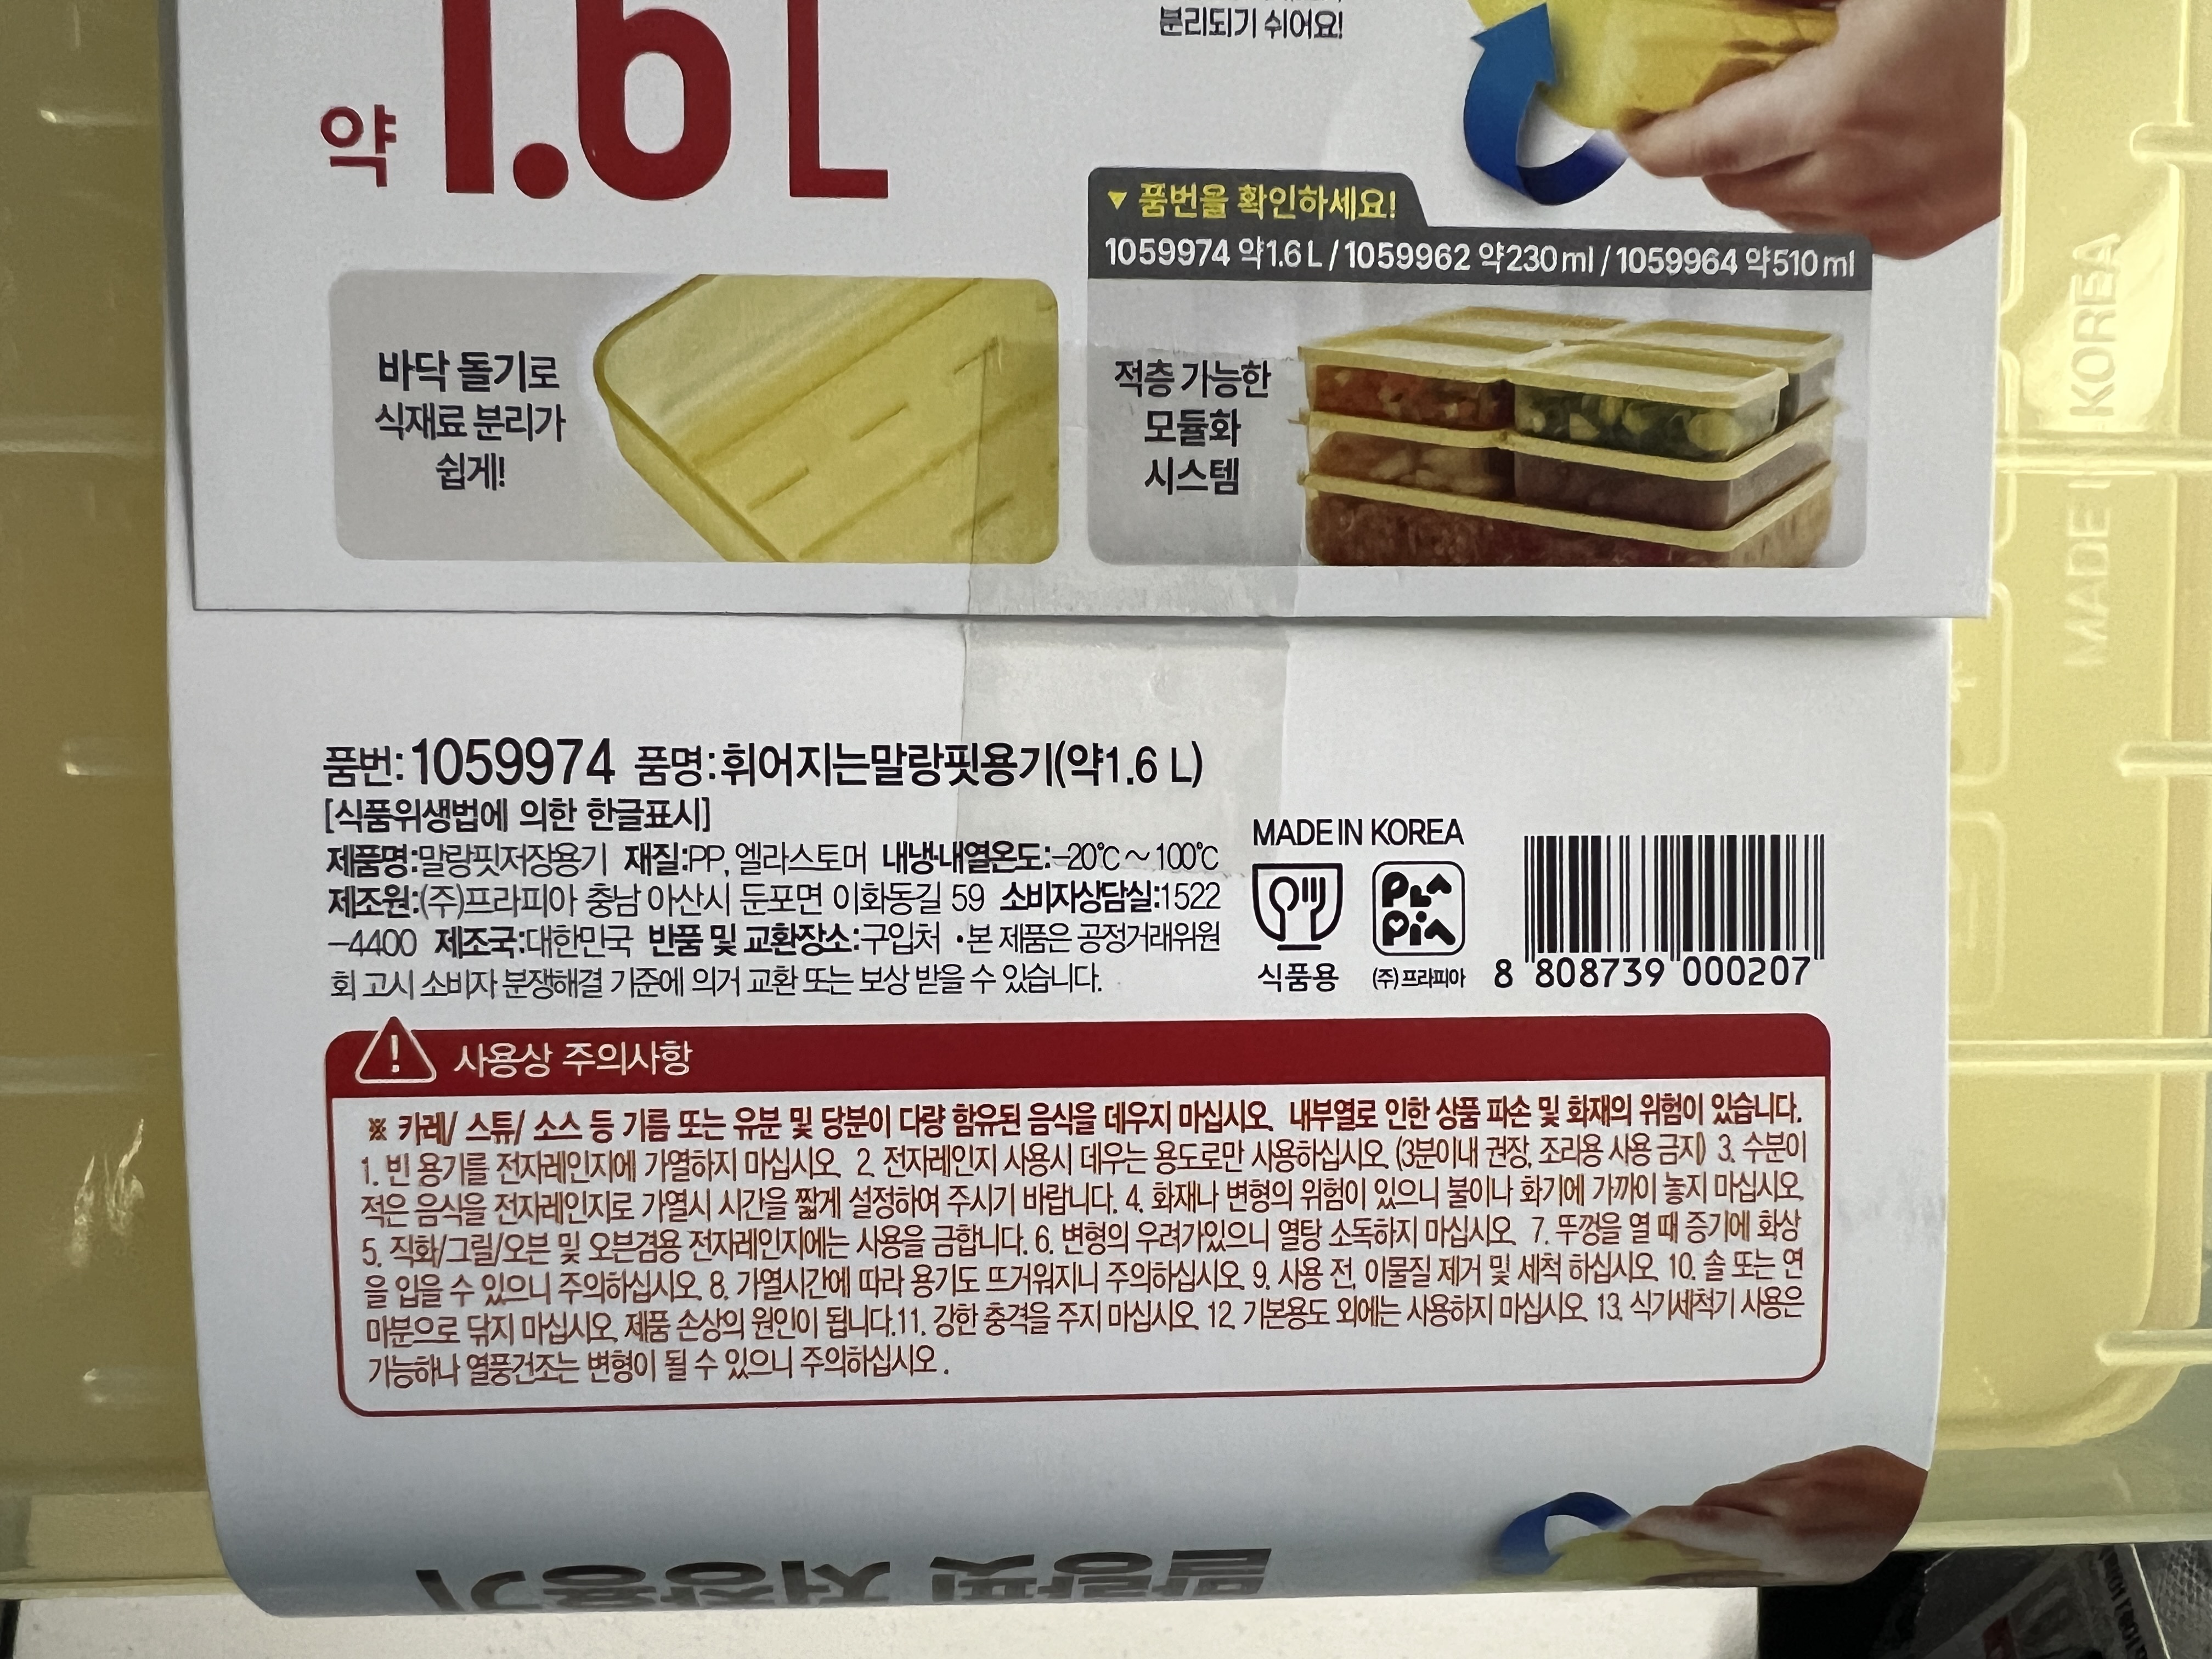 분리되기 쉬어요!
약 1.6 L
▼ 품번을 확인하세요!
1059974 약1.6 L / 1059962 약230 ml / 1059964 약510 ml
바닥 돌기로
식재료 분리가
쉽게!
적층 가능한
모듈화
시스템
MADE IN KOREA
품번:1059974 품명:휘어지는말랑핏용기(약1.6 L)
[식품위생법에 의한 한글표시]
제품명:말랑핏저장용기 재질:PP, 엘라스토머 내냉·내열온도:-20℃~100℃
제조원:(주)프라피아 충남 아산시 둔포면 이화동길 59 소비자상담실:1522
-4400 제조국:대한민국 반품 및 교환장소:구입처 •본 제품은 공정거래위원
회 고시 소비자 분쟁해결 기준에 의거 교환 또는 보상 받을 수 있습니다.
MADE IN KOREA
식품용
PLA
PiA
(주)프라피아
8 808739 000207
사용상 주의사항
※ 카레/ 스튜/ 소스 등 기름 또는 유분 및 당분이 다량 함유된 음식을 데우지 마십시오. 내부열로 인한 상품 파손 및 화재의 위험이 있습니다.
1. 빈 용기를 전자레인지에 가열하지 마십시오. 2. 전자레인지 사용시 데우는 용도로만 사용하십시오. (3분이내 권장, 조리용 사용 금지) 3. 수분이
적은 음식을 전자레인지로 가열시 시간을 짧게 설정하여 주시기 바랍니다. 4. 화재나 변형의 위험이 있으니 불이나 화기에 가까이 놓지 마십시오.
5. 직화/그릴/오븐 및 오븐겸용 전자레인지에는 사용을 금합니다. 6. 변형의 우려가있으니 열탕 소독하지 마십시오. 7. 뚜껑을 열 때 증기에 화상
을 입을 수 있으니 주의하십시오. 8. 가열시간에 따라 용기도 뜨거워지니 주의하십시오. 9. 사용 전, 이물질 제거 및 세척 하십시오. 10. 솔 또는 연
마분으로 닦지 마십시오. 제품 손상의 원인이 됩니다.11. 강한 충격을 주지 마십시오. 12. 기본용도 외에는 사용하지 마십시오. 13. 식기세척기 사용은
가능하나 열풍건조는 변형이 될 수 있으니 주의하십시오.
말랑핏 저장용기